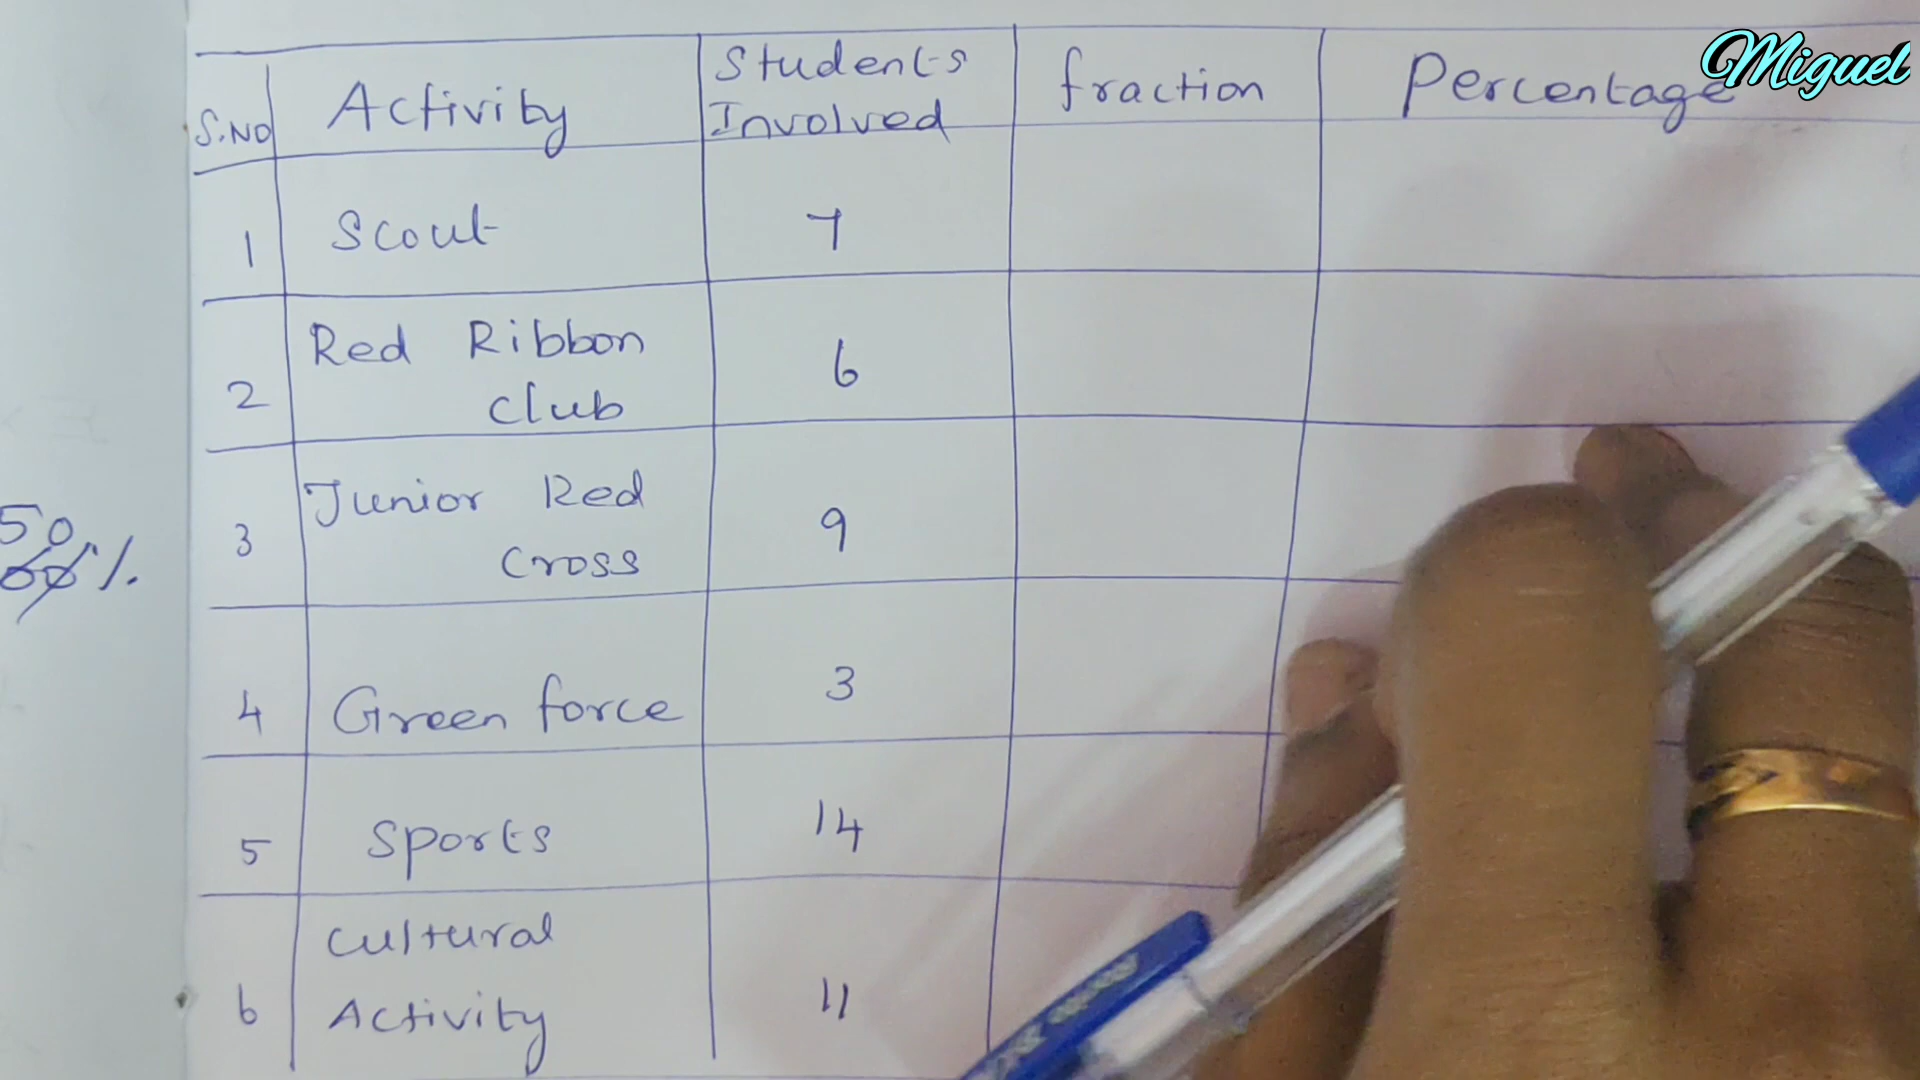 S.NO Activity Students Involved fraction Percentage
Miguel
1 Scout 7
2 Red Ribbon Club 6
3 Junior Red Cross 9
4 Green force 3
5 Sports 14
6 Cultural Activity 11
50
%